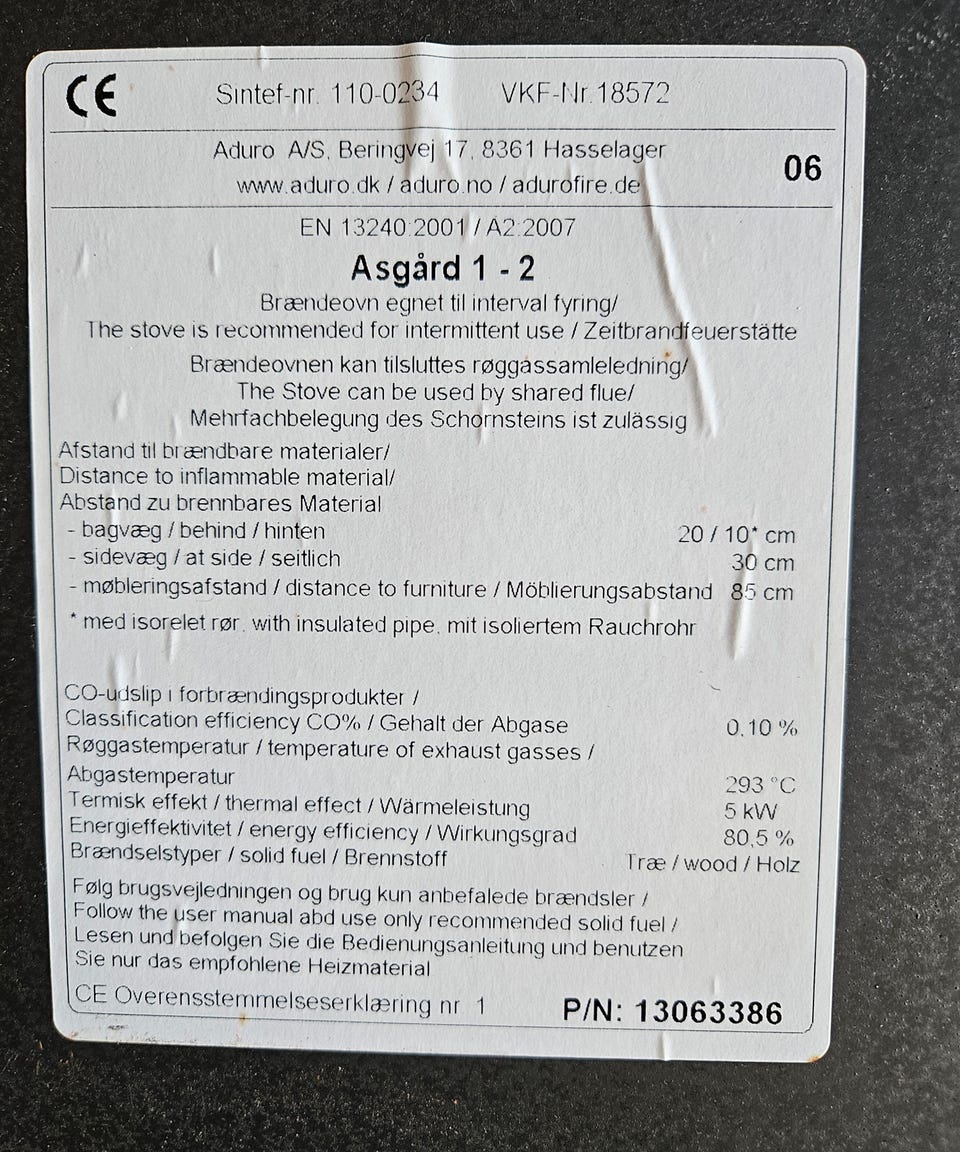 CE Sintef-nr. 110-0234 VKF-Nr.18572
Aduro A/S, Beringvej 17, 8361 Hasselager
06
www.aduro.dk / aduro.no / adurofire.de
EN 13240:2001 / A2:2007
Asgård 1 - 2
Brændeovn egnet til interval fyring/
The stove is recommended for intermittent use / Zeitbrandfeuerstätte
Brændeovnen kan tilsluttes røggassamleledning/
The Stove can be used by shared flue/
Mehrfachbelegung des Schornsteins ist zulässig
Afstand til brændbare materialer/
Distance to inflammable material/
Abstand zu brennbares Material
- bagvæg / behind / hinten 20 / 10* cm
- sidevæg / at side / seitlich 30 cm
- møbleringsafstand / distance to furniture / Möblierungsabstand 85 cm
* med isorelet rør, with insulated pipe, mit isoliertem Rauchrohr
CO-udslip i forbrændingsprodukter /
Classification efficiency CO% / Gehalt der Abgase 0,10 %
Røggastemperatur / temperature of exhaust gasses /
Abgastemperatur 293 °C
Termisk effekt / thermal effect / Wärmeleistung 5 kW
Energieffektivitet / energy efficiency / Wirkungsgrad 80,5 %
Brændselstyper / solid fuel / Brennstoff Træ / wood / Holz
Følg brugsvejledningen og brug kun anbefalede brændsler /
Follow the user manual abd use only recommended solid fuel /
Lesen und befolgen Sie die Bedienungsanleitung und benutzen
Sie nur das empfohlene Heizmaterial
CE Overensstemmelseserklæring nr 1 P/N: 13063386